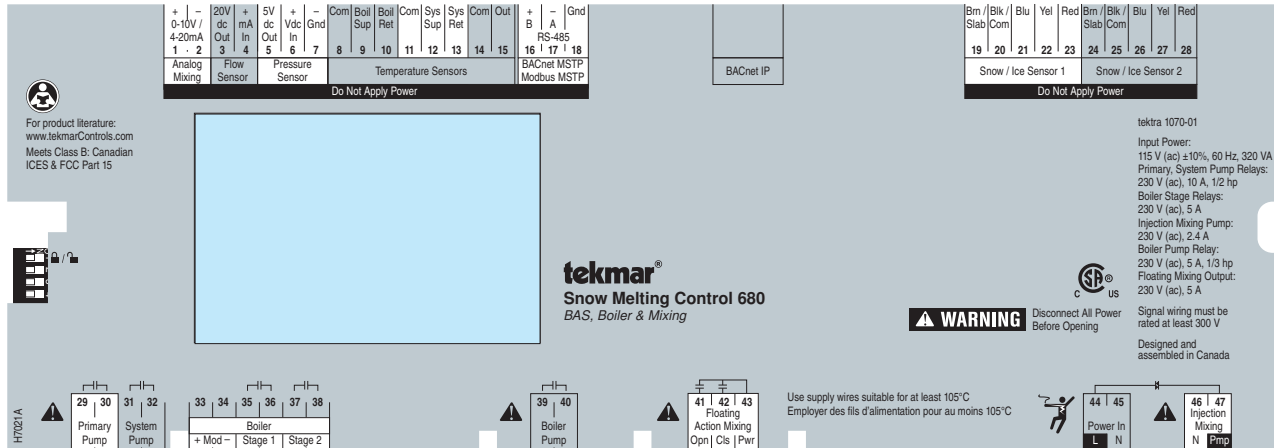 + – 20V + 5V + – Com Boil Boil Com Sys Sys Com Out + – Gnd
0-10V / dc mA dc Vdc Gnd Sup Ret Sup Ret B A
4-20mA Out In Out In RS-485
1 2 3 4 5 6 7 8 9 10 11 12 13 14 15 16 17 18
Analog Mixing
Flow Sensor
Pressure Sensor
Temperature Sensors
BACnet MSTP
Modbus MSTP
Do Not Apply Power
BACnet IP
Brn / Slab Blk / Com Blu Yel Red Brn / Slab Blk / Com Blu Yel Red
19 20 21 22 23 24 25 26 27 28
Snow / Ice Sensor 1 Snow / Ice Sensor 2
Do Not Apply Power
For product literature:
www.tekmarControls.com
Meets Class B: Canadian
ICES & FCC Part 15
tektra 1070-01
Input Power:
115 V (ac) ±10%, 60 Hz, 320 VA
Primary, System Pump Relays:
230 V (ac), 10 A, 1/2 hp
Boiler Stage Relays:
230 V (ac), 5 A
Injection Mixing Pump:
230 V (ac), 2.4 A
Boiler Pump Relay:
230 V (ac), 5 A, 1/3 hp
Floating Mixing Output:
230 V (ac), 5 A
Signal wiring must be
rated at least 300 V
Designed and
assembled in Canada
tekmar®
Snow Melting Control 680
BAS, Boiler & Mixing
C SA ® US
WARNING
Disconnect All Power
Before Opening
H7021A
29 30
Primary
Pump
31 32
System
Pump
33 34 35 36 37 38
Boiler
+ Mod – Stage 1 Stage 2
39 40
Boiler
Pump
41 42 43
Floating
Action Mixing
Opn Cls Pwr
Use supply wires suitable for at least 105°C
Employer des fils d'alimentation pour au moins 105°C
44 45
Power In
L N
46 47
Injection
Mixing
N Pmp